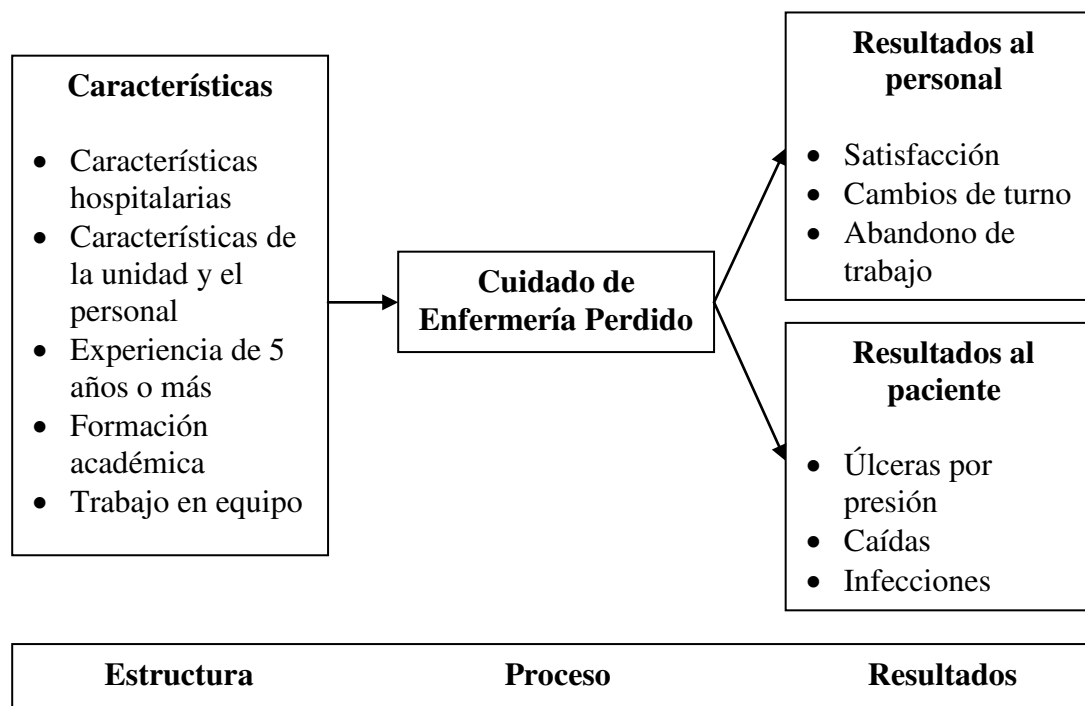 Características
• Características
hospitalarias
• Características de
la unidad y el
personal
• Experiencia de 5
años o más
• Formación
académica
• Trabajo en equipo
Cuidado de
Enfermería Perdido
Resultados al
personal
• Satisfacción
• Cambios de turno
• Abandono de
trabajo
Resultados al
paciente
• Úlceras por
presión
• Caídas
• Infecciones
Estructura Proceso Resultados